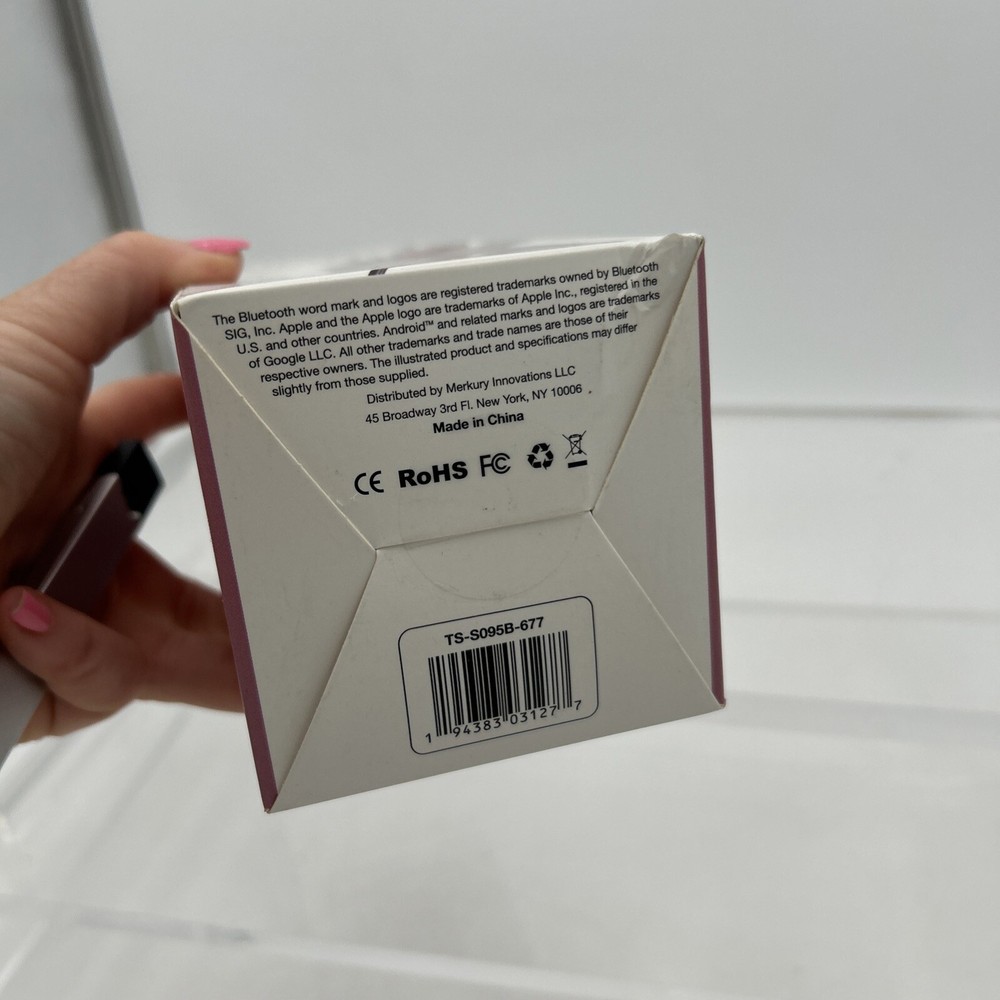 The Bluetooth word mark and logos are registered trademarks owned by Bluetooth
SIG, Inc. Apple and the Apple logo are trademarks of Apple Inc., registered in the
U.S. and other countries. Android™ and related marks and logos are trademarks
of Google LLC. All other trademarks and trade names are those of their
respective owners. The illustrated product and specifications may differ
slightly from those supplied.
Distributed by Merkury Innovations LLC
45 Broadway 3rd Fl. New York, NY 10006
Made in China
CE RoHS FC
TS-S095B-677
1 94383 03127 7